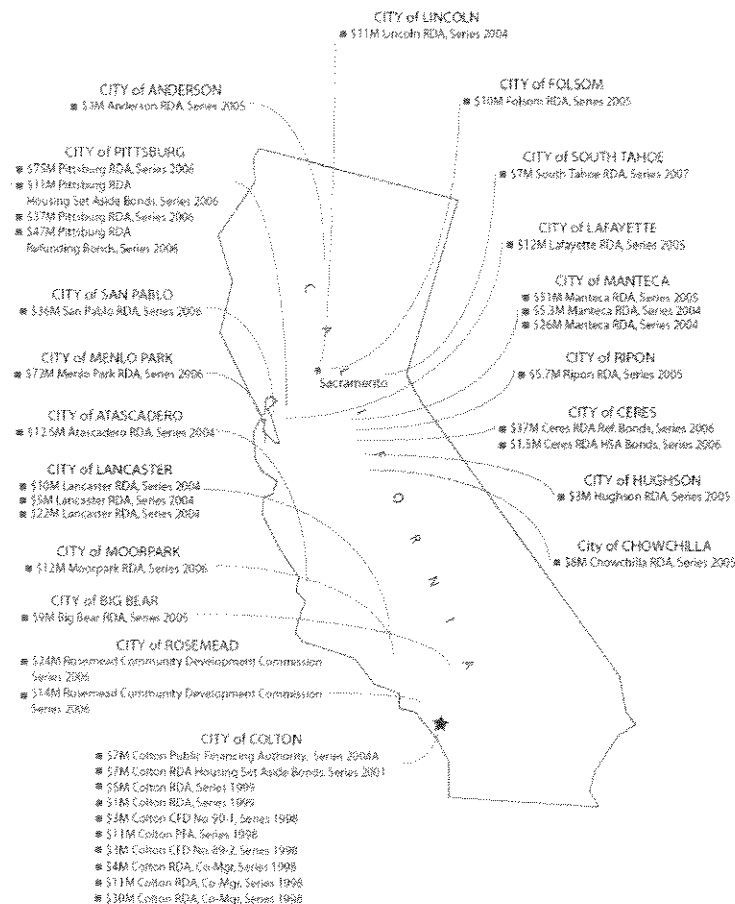 CITY of LINCOLN
$11M Lincoln RDA, Series 2004
CITY of ANDERSON
$3M Anderson RDA, Series 2005
CITY of FOLSOM
$10M Folsom RDA, Series 2005
CITY of PITTSBURG
$75M Pittsburg RDA, Series 2006
$11M Pittsburg RDA
Housing Set Aside Bonds, Series 2006
$37M Pittsburg RDA, Series 2006
$47M Pittsburg RDA
Refunding Bonds, Series 2006
CITY of SOUTH TAHOE
$7M South Tahoe RDA, Series 2007
CITY of LAFAYETTE
$12M Lafayette RDA, Series 2005
CITY of SAN PABLO
$36M San Pablo RDA, Series 2006
CITY of MANTECA
$51M Manteca RDA, Series 2005
$5.3M Manteca RDA, Series 2004
$26M Manteca RDA, Series 2004
CITY of MENLO PARK
$73M Menlo Park RDA, Series 2006
Sacramento
CITY of RIPON
$5.7M Ripon RDA, Series 2005
CITY of ATASCADERO
$12.5M Atascadero RDA, Series 2004
CITY of CERES
$37M Ceres RDA Ref. Bonds, Series 2006
$1.5M Ceres RDA HSA Bonds, Series 2006
CITY of LANCASTER
$10M Lancaster RDA, Series 2004
$5M Lancaster RDA, Series 2004
$22M Lancaster RDA, Series 2004
CITY of HUGHSON
$3M Hughson RDA, Series 2005
CITY of MOORPARK
$12M Moorpark RDA, Series 2006
City of CHOWCHILLA
$8M Chowchilla RDA, Series 2005
CITY of BIG BEAR
$9M Big Bear RDA, Series 2005
CALIFORNIA
CITY of ROSEMEAD
$24M Rosemead Community Development Commission
Series 2006
$14M Rosemead Community Development Commission
Series 2006
CITY of COLTON
$7M Colton Public Financing Authority, Series 2004A
$7M Colton RDA Housing Set Aside Bonds, Series 2001
$5M Colton RDA, Series 1999
$1M Colton RDA, Series 1999
$3M Colton CFD No. 90-1, Series 1998
$11M Colton PFA, Series 1998
$3M Colton CFD No. 89-2, Series 1998
$4M Colton RDA, Co-Mgr, Series 1998
$11M Colton RDA, Co-Mgr, Series 1998
$30M Colton RDA, Co-Mgr, Series 1998